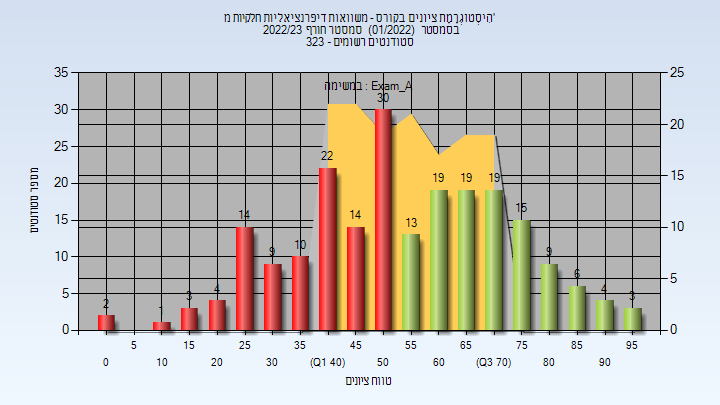 הִיסְטוגְרַמַת ציונים בקורס - משוואות דיפרנציאליות חלקיות מ'
בסמסטר (01/2022) סמסטר חורף 2022/23
סטודנטים רשומים - 323
במשימה : Exam_A
35 30 25 20 15 10 5 0
מספר סטודנטים
25 20 15 10 5 0
2 1 3 4 14 9 10 22 14 30 13 19 19 19 15 9 6 4 3
5 15 25 35 45 55 65 75 85 95
0 10 20 30 (Q1 40) 50 60 (Q3 70) 80 90
טווח ציונים